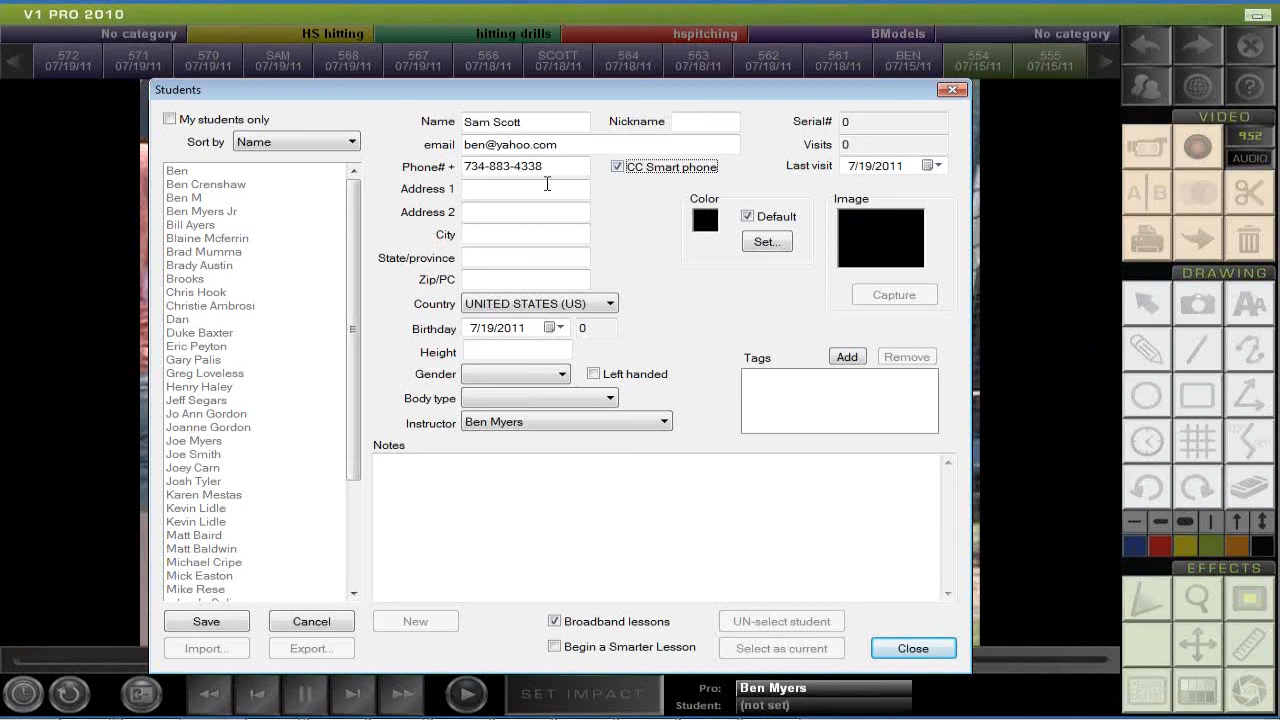 V1 PRO 2010
No category HS hitting hitting drills hspitching BModels No category
572 571 570 SAM 568 567 566 SCOTT 564 563 562 561 BEN 554 555
07/19/11 07/19/11 07/19/11 07/19/11 07/19/11 07/19/11 07/18/11 07/18/11 07/18/11 07/18/11 07/18/11 07/18/11 07/15/11 07/15/11 07/15/11
Students
My students only
Sort by Name
Ben
Ben Crenshaw
Ben M
Ben Myers Jr
Bill Ayers
Blaine Mcferrin
Brad Mumma
Brady Austin
Brooks
Chris Hook
Christie Ambrosi
Dan
Duke Baxter
Eric Peyton
Gary Palis
Greg Loveless
Henry Haley
Jeff Segars
Jo Ann Gordon
Joanne Gordon
Joe Myers
Joe Smith
Joey Carn
Josh Tyler
Karen Mestas
Kevin Lidle
Kevin Lidle
Matt Baird
Matt Baldwin
Michael Cripe
Mick Easton
Mike Rese
Name Sam Scott Nickname Serial# 0
email ben@yahoo.com Visits 0
Phone# + 734-883-4338 CC Smart phone Last visit 7/19/2011
Address 1
Address 2
City
State/province
Zip/PC
Country UNITED STATES (US)
Birthday 7/19/2011 0
Height
Gender Left handed
Body type
Instructor Ben Myers
Color
Default
Set...
Image
Capture
Tags Add Remove
Notes
Save Cancel New Broadband lessons UN-select student
Import... Export... Begin a Smarter Lesson Select as current Close
SET IMPACT
Pro: Ben Myers
Student: (not set)
VIDEO
952
AUDIO
DRAWING
EFFECTS